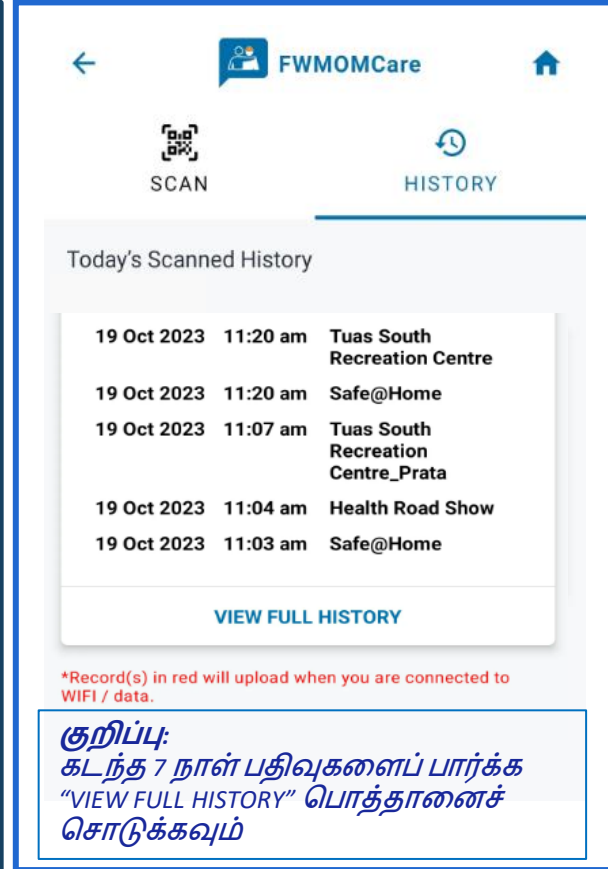 FWMOMCare
SCAN
HISTORY
Today's Scanned History
19 Oct 2023 11:20 am Tuas South
Recreation Centre
19 Oct 2023 11:20 am Safe@Home
19 Oct 2023 11:07 am Tuas South
Recreation
Centre_Prata
19 Oct 2023 11:04 am Health Road Show
19 Oct 2023 11:03 am Safe@Home
VIEW FULL HISTORY
*Record(s) in red will upload when you are connected to
WIFI / data.
குறிப்பு:
கடந்த 7 நாள் பதிவுகளைப் பார்க்க
“VIEW FULL HISTORY” பொத்தானைச்
சொடுக்கவும்